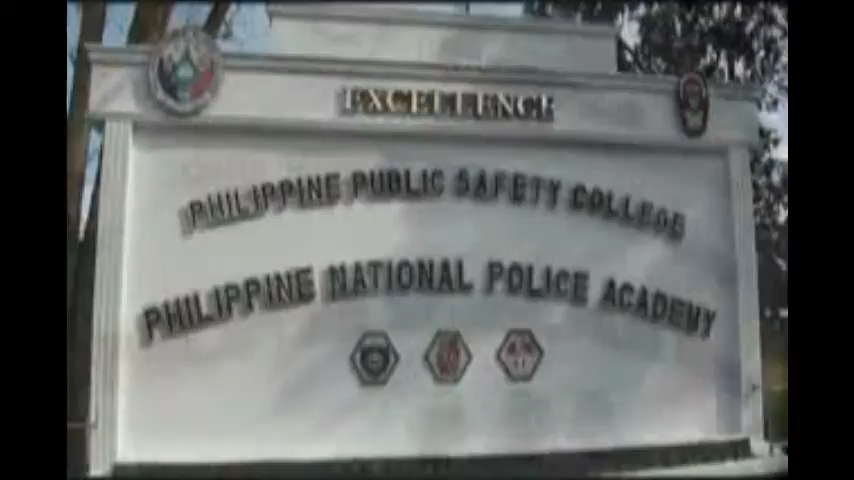 EXCELLENCE
PHILIPPINE PUBLIC SAFETY COLLEGE
PHILIPPINE NATIONAL POLICE ACADEMY